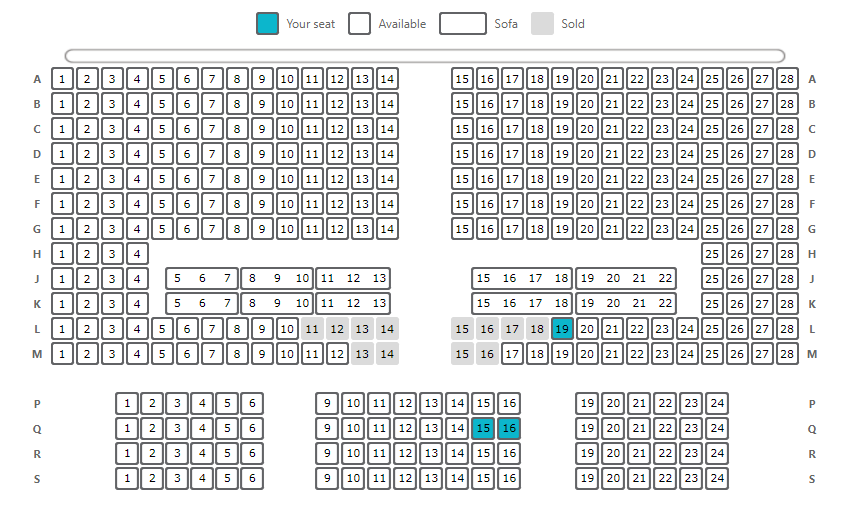 Your seat Available Sofa Sold
A 1 2 3 4 5 6 7 8 9 10 11 12 13 14 15 16 17 18 19 20 21 22 23 24 25 26 27 28 A
B 1 2 3 4 5 6 7 8 9 10 11 12 13 14 15 16 17 18 19 20 21 22 23 24 25 26 27 28 B
C 1 2 3 4 5 6 7 8 9 10 11 12 13 14 15 16 17 18 19 20 21 22 23 24 25 26 27 28 C
D 1 2 3 4 5 6 7 8 9 10 11 12 13 14 15 16 17 18 19 20 21 22 23 24 25 26 27 28 D
E 1 2 3 4 5 6 7 8 9 10 11 12 13 14 15 16 17 18 19 20 21 22 23 24 25 26 27 28 E
F 1 2 3 4 5 6 7 8 9 10 11 12 13 14 15 16 17 18 19 20 21 22 23 24 25 26 27 28 F
G 1 2 3 4 5 6 7 8 9 10 11 12 13 14 15 16 17 18 19 20 21 22 23 24 25 26 27 28 G
H 1 2 3 4 25 26 27 28 H
J 1 2 3 4 5 6 7 8 9 10 11 12 13 15 16 17 18 19 20 21 22 25 26 27 28 J
K 1 2 3 4 5 6 7 8 9 10 11 12 13 15 16 17 18 19 20 21 22 25 26 27 28 K
L 1 2 3 4 5 6 7 8 9 10 11 12 13 14 15 16 17 18 19 20 21 22 23 24 25 26 27 28 L
M 1 2 3 4 5 6 7 8 9 10 11 12 13 14 15 16 17 18 19 20 21 22 23 24 25 26 27 28 M
P 1 2 3 4 5 6 9 10 11 12 13 14 15 16 19 20 21 22 23 24 P
Q 1 2 3 4 5 6 9 10 11 12 13 14 15 16 19 20 21 22 23 24 Q
R 1 2 3 4 5 6 9 10 11 12 13 14 15 16 19 20 21 22 23 24 R
S 1 2 3 4 5 6 9 10 11 12 13 14 15 16 19 20 21 22 23 24 S